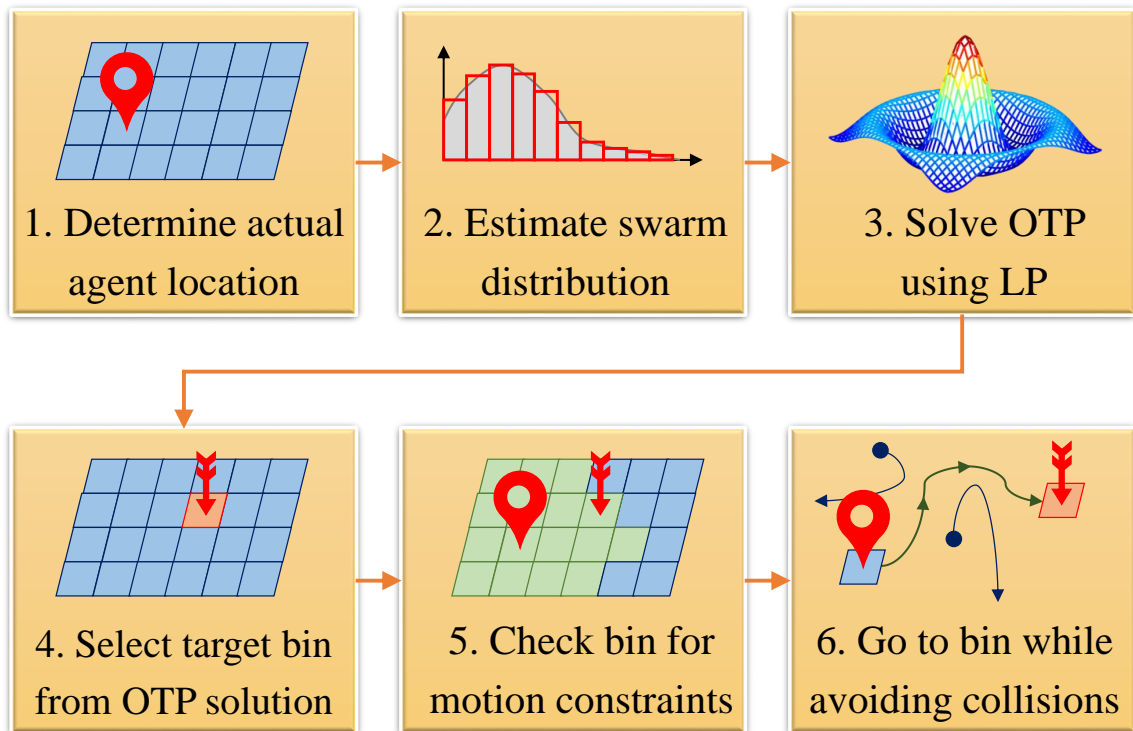 1. Determine actual
agent location
2. Estimate swarm
distribution
3. Solve OTP
using LP
4. Select target bin
from OTP solution
5. Check bin for
motion constraints
6. Go to bin while
avoiding collisions